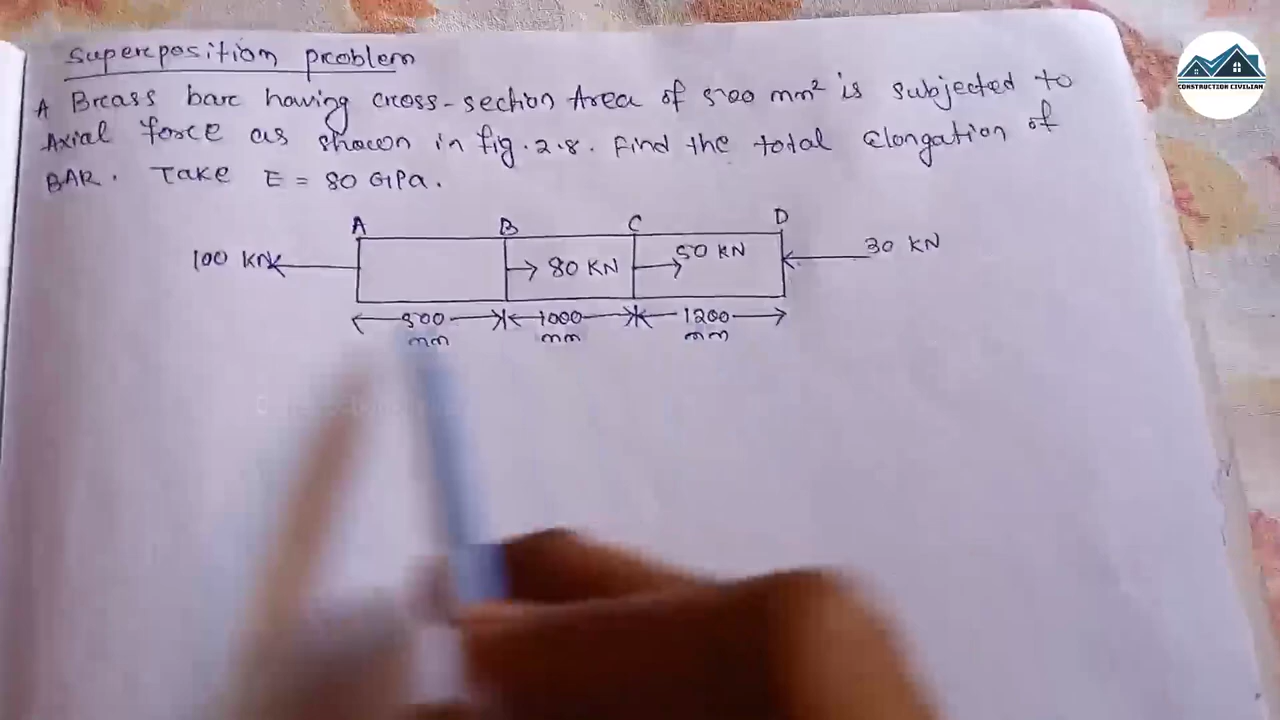 Superposition problem
A Brass bar having cross-section Area of 500 mm² is subjected to
Axial force as shown in fig.2.8. Find the total Elongation of
BAR. Take E = 80 GPa.
A B C D
100 KN 80 KN 50 KN 30 KN
500 1000 1200
mm mm mm
CONSTRUCTION CIVILIAN